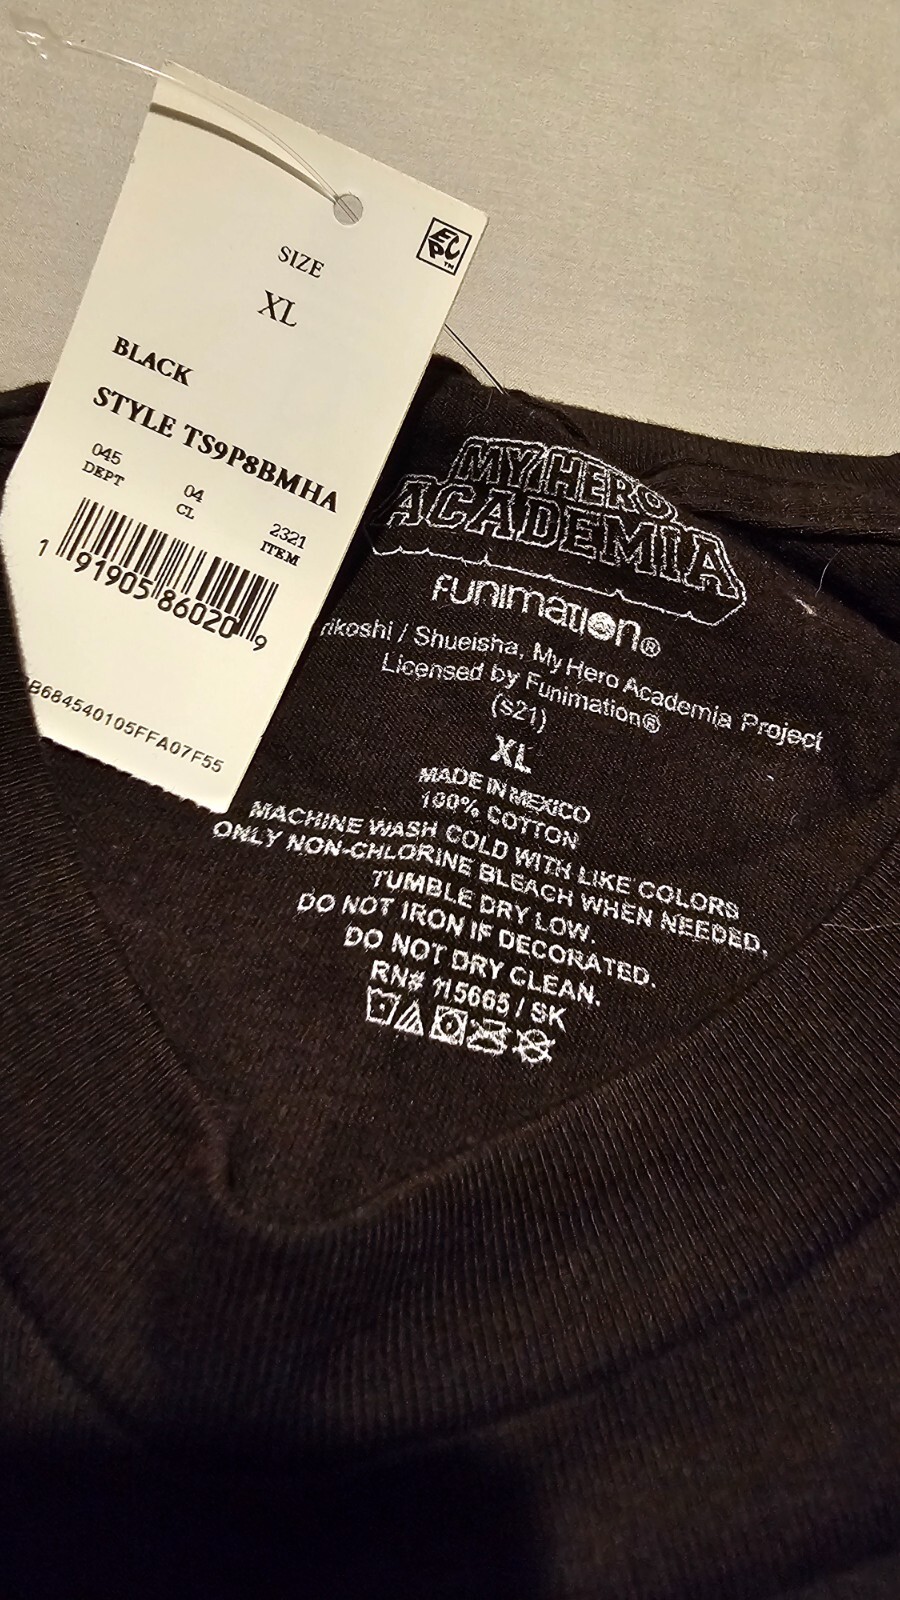 EPC™
SIZE
XL
BLACK
STYLE TS9P8BMHA
045 04 2321
DEPT CL ITEM
1 91905 86020 9
B684540105FFA07F55
MY HERO
ACADEMIA
FUNIMATION®
rikoshi / Shueisha, My Hero Academia Project
Licensed by Funimation®
(s21)
XL
MADE IN MEXICO
100% COTTON
MACHINE WASH COLD WITH LIKE COLORS
ONLY NON-CHLORINE BLEACH WHEN NEEDED.
TUMBLE DRY LOW.
DO NOT IRON IF DECORATED.
DO NOT DRY CLEAN.
RN# 115665 / SK